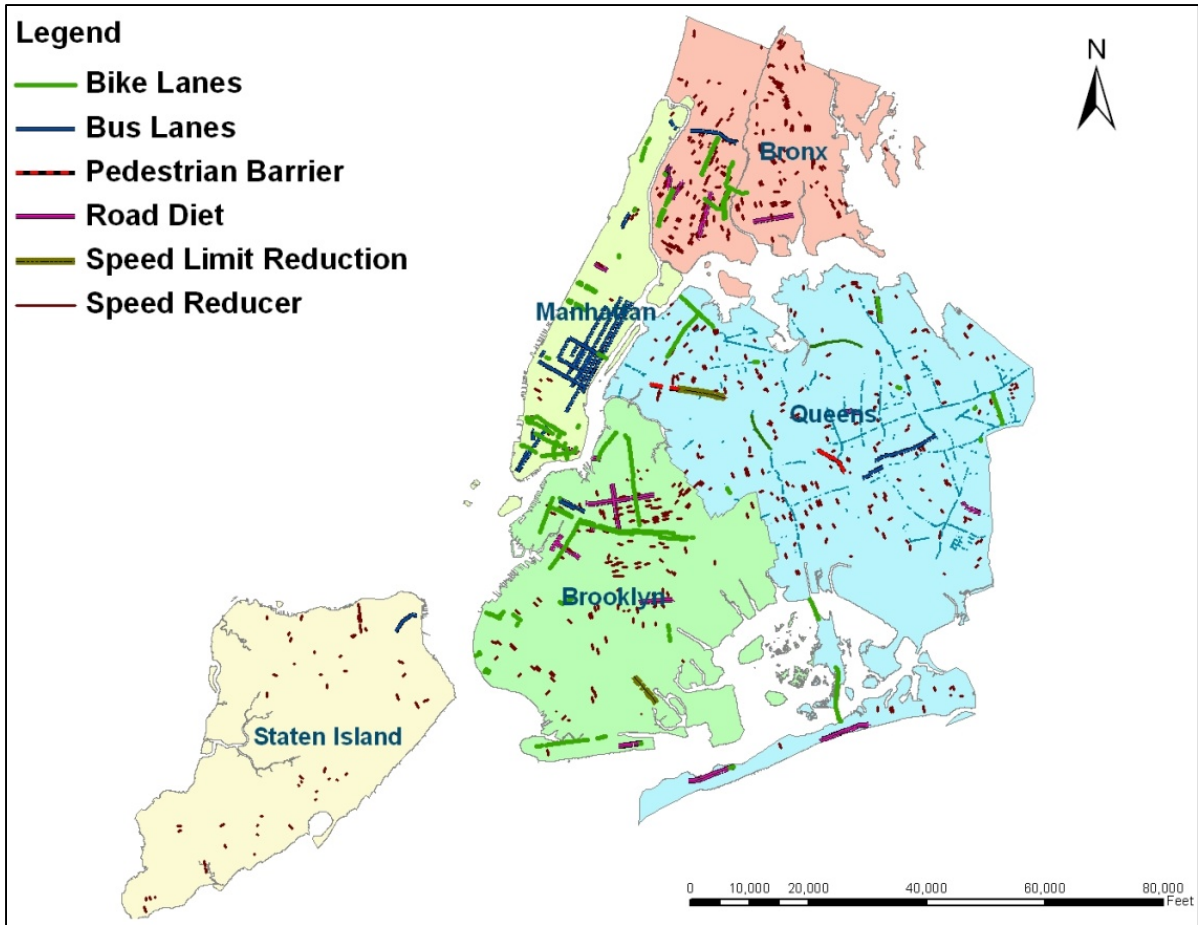 Legend
Bike Lanes
Bus Lanes
Pedestrian Barrier
Road Diet
Speed Limit Reduction
Speed Reducer
N
Bronx
Manhattan
Queens
Brooklyn
Staten Island
0 10,000 20,000 40,000 60,000 80,000
Feet